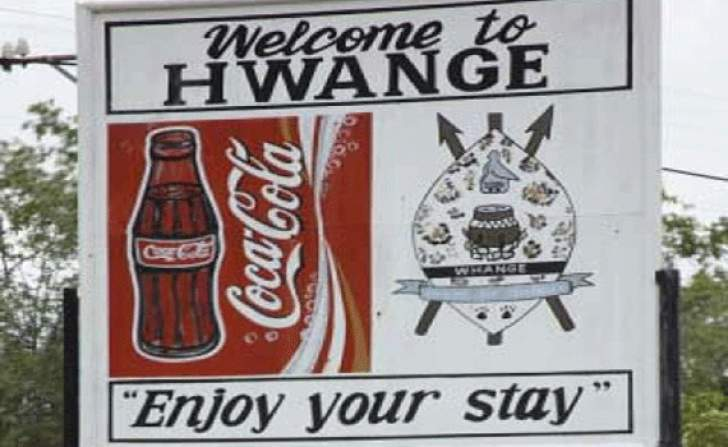 Welcome to
HWANGE
Coca-Cola
Coca-Cola
WHANGE
"Enjoy your stay"